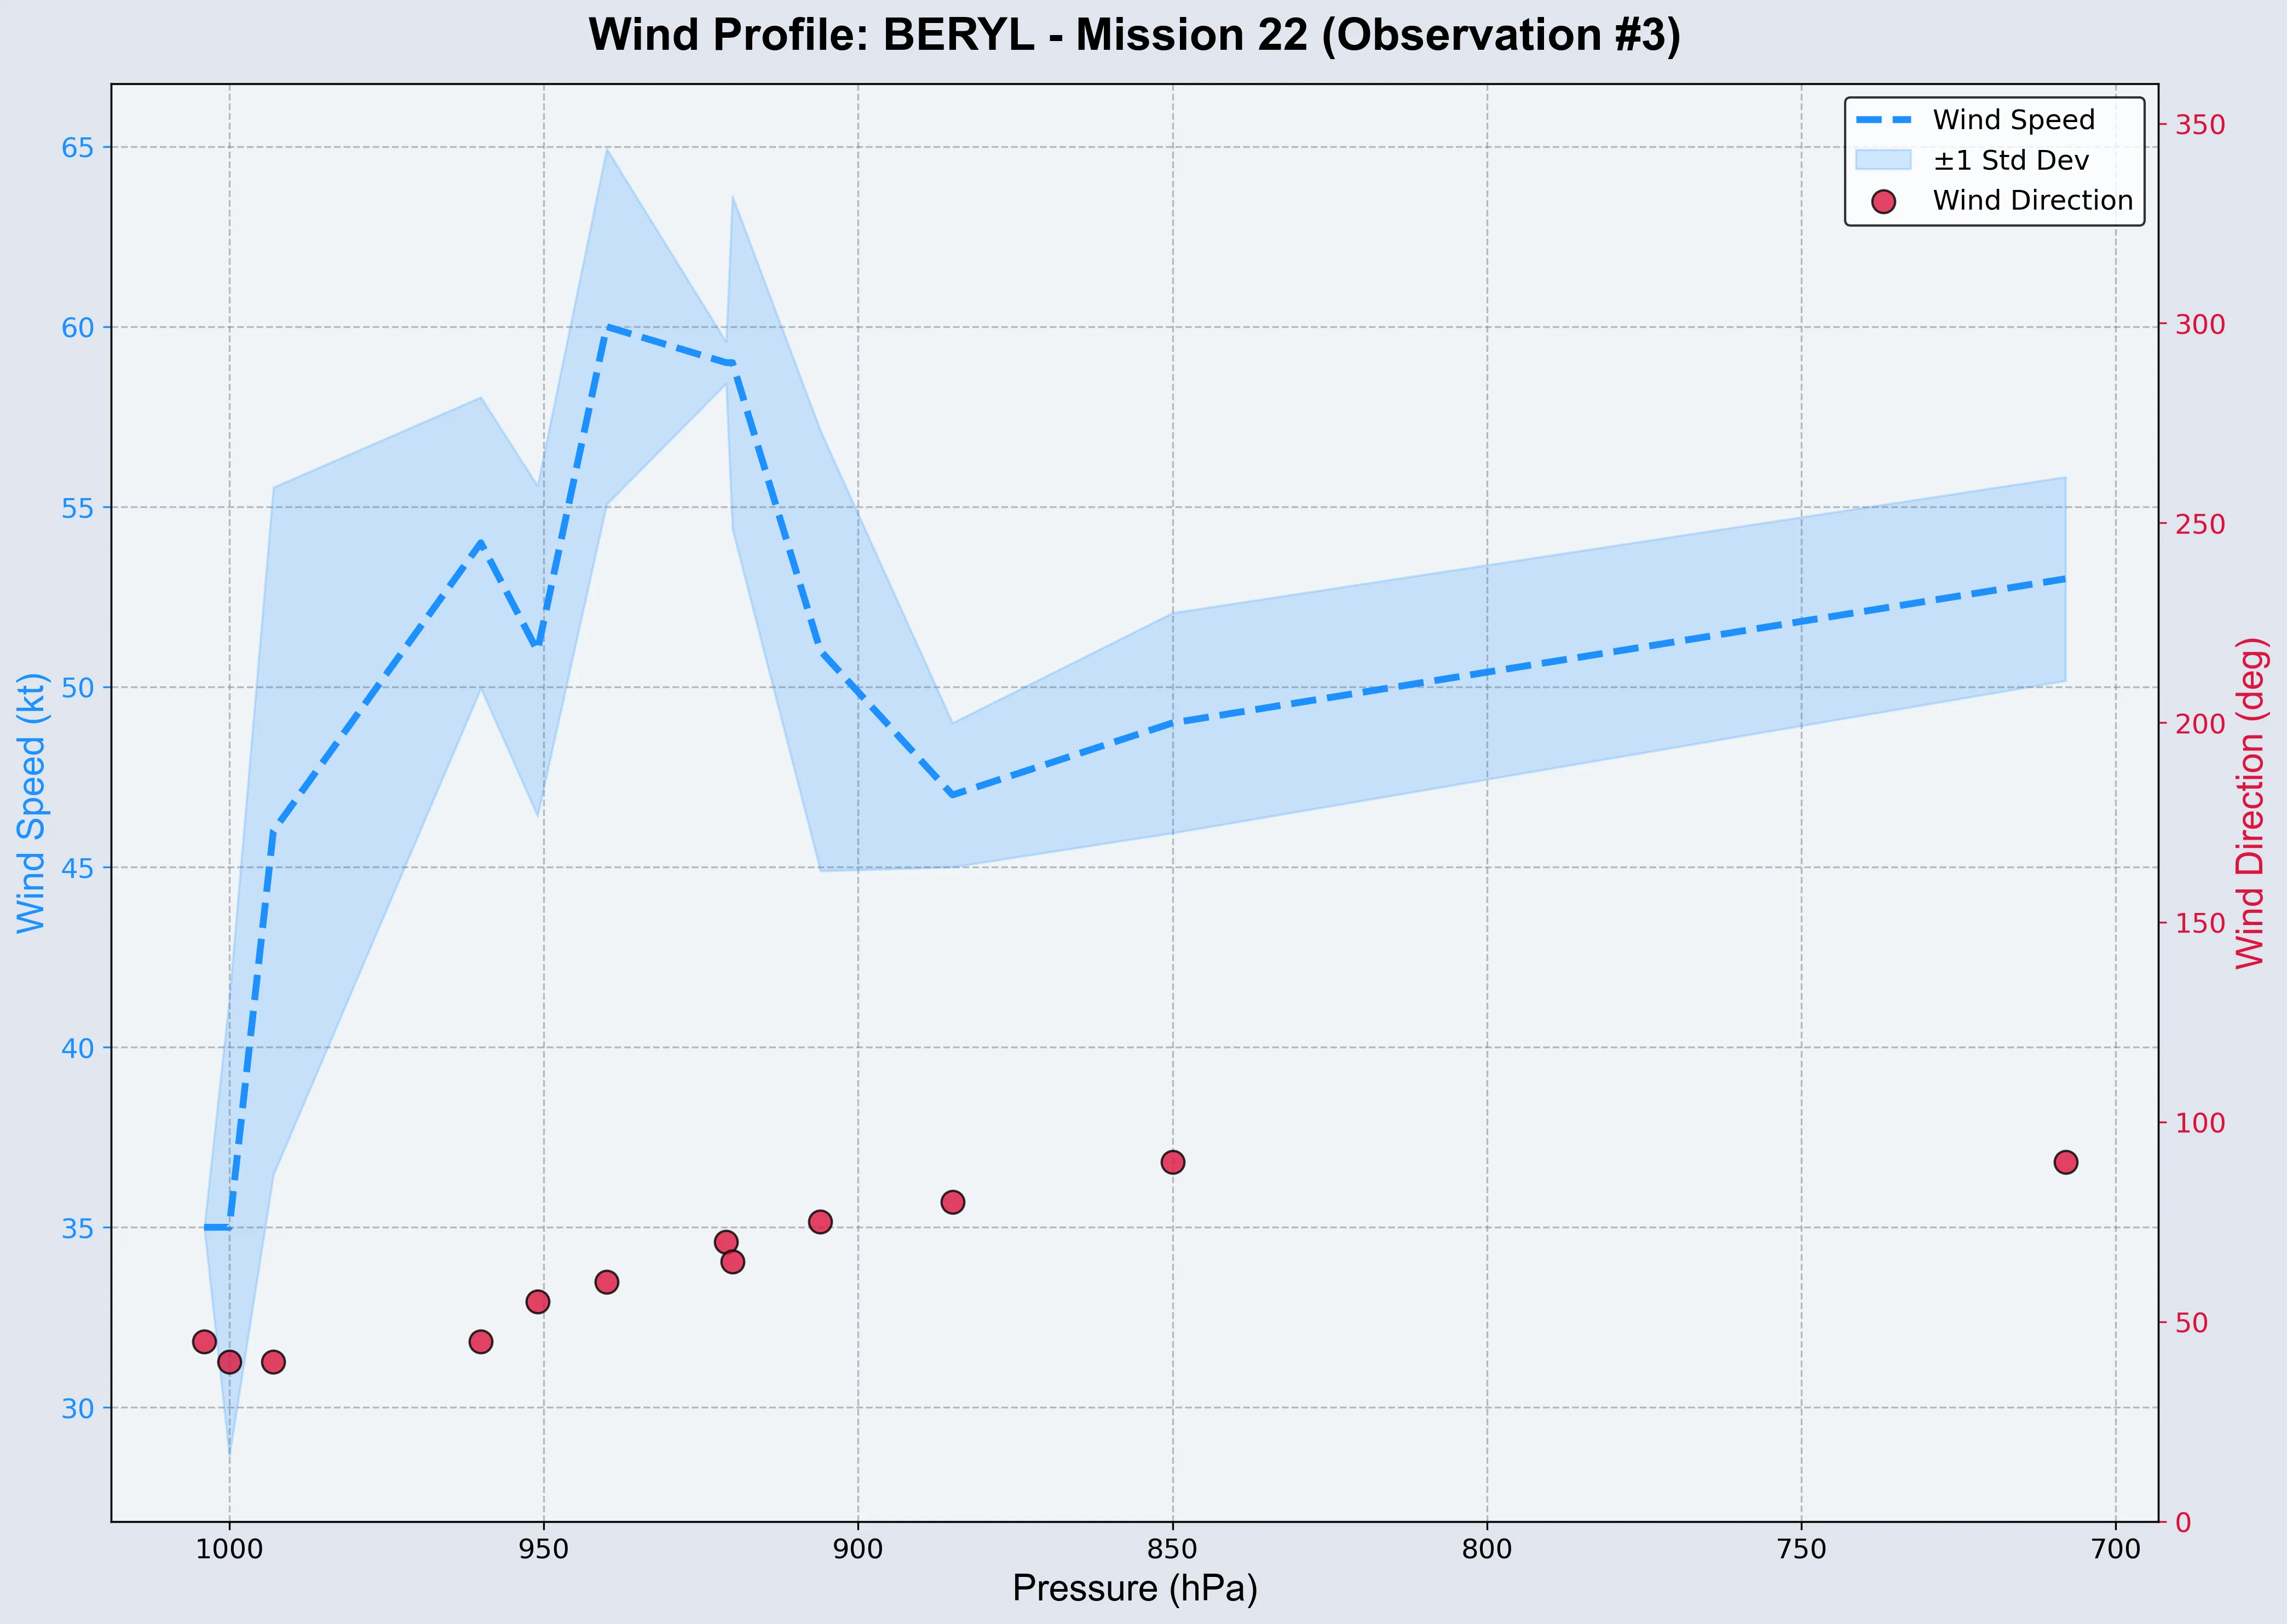 Wind Profile: BERYL - Mission 22 (Observation #3)
Wind Speed
±1 Std Dev
Wind Direction
Wind Speed (kt)
65
60
55
50
45
40
35
30
350
300
250
200
150
100
50
0
Wind Direction (deg)
1000 950 900 850 800 750 700
Pressure (hPa)